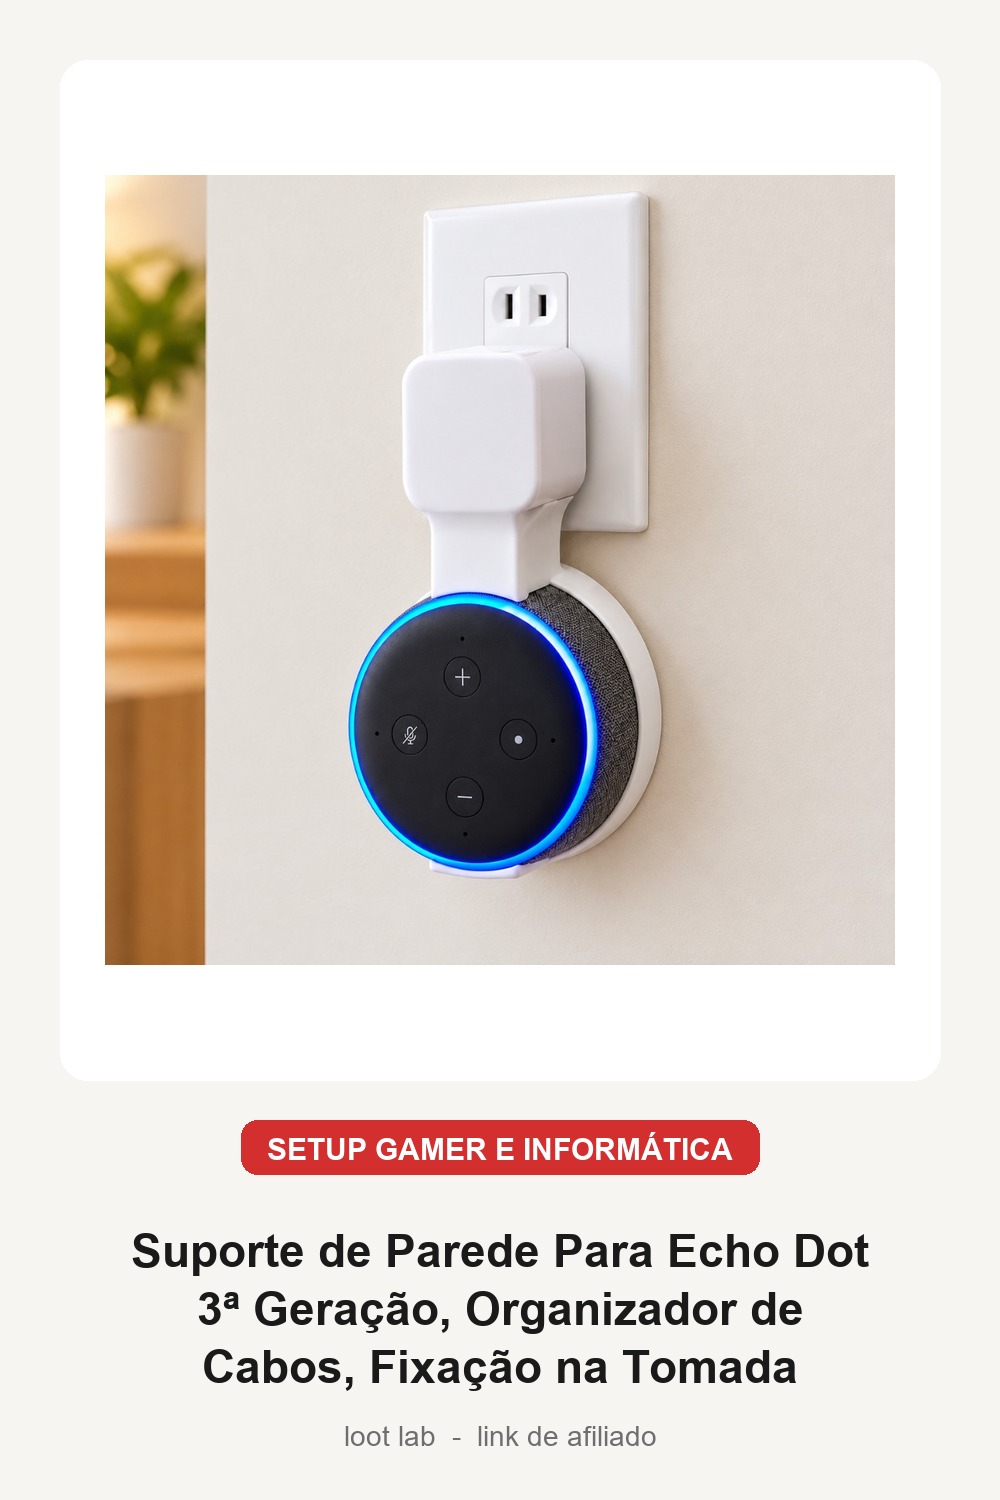 SETUP GAMER E INFORMÁTICA
Suporte de Parede Para Echo Dot
3ª Geração, Organizador de
Cabos, Fixação na Tomada
loot lab - link de afiliado